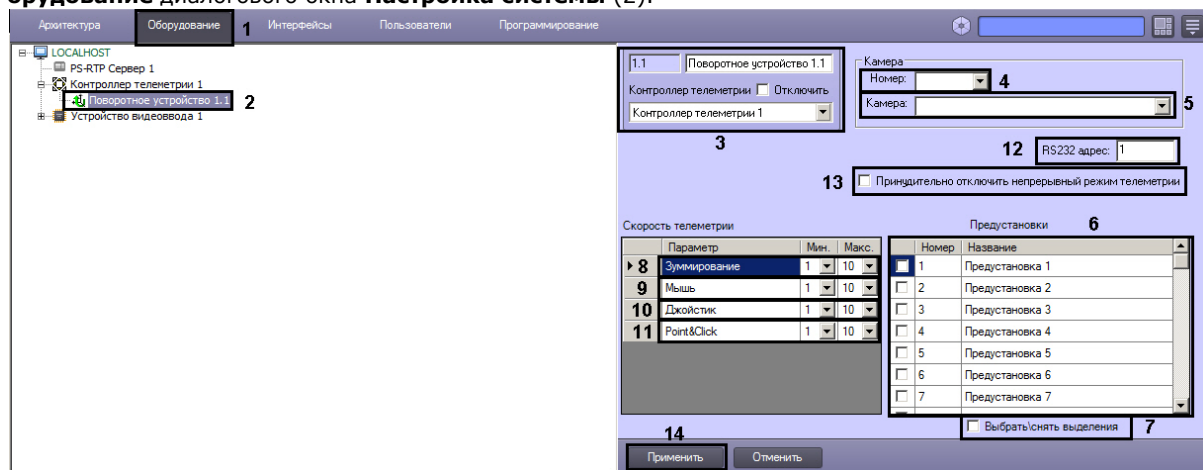 орудование диалогового окна Настройка системы (2).
Архитектура Оборудование 1 Интерфейсы Пользователи Программирование
LOCALHOST
PS-RTP Сервер 1
Контроллер телеметрии 1
Поворотное устройство 1.1 2
Устройство видеоввода 1
1.1 Поворотное устройство 1.1
Контроллер телеметрии Отключить
Контроллер телеметрии 1
3
Камера
Номер: 4
Камера: 5
12 RS232 адрес: 1
13 Принудительно отключить непрерывный режим телеметрии
Скорость телеметрии
Параметр Мин. Макс.
8 Зуммирование 1 10
9 Мышь 1 10
10 Джойстик 1 10
11 Point&Click 1 10
Предустановки 6
Номер Название
1 Предустановка 1
2 Предустановка 2
3 Предустановка 3
4 Предустановка 4
5 Предустановка 5
6 Предустановка 6
7 Предустановка 7
Выбрать\снять выделения 7
14
Применить Отменить